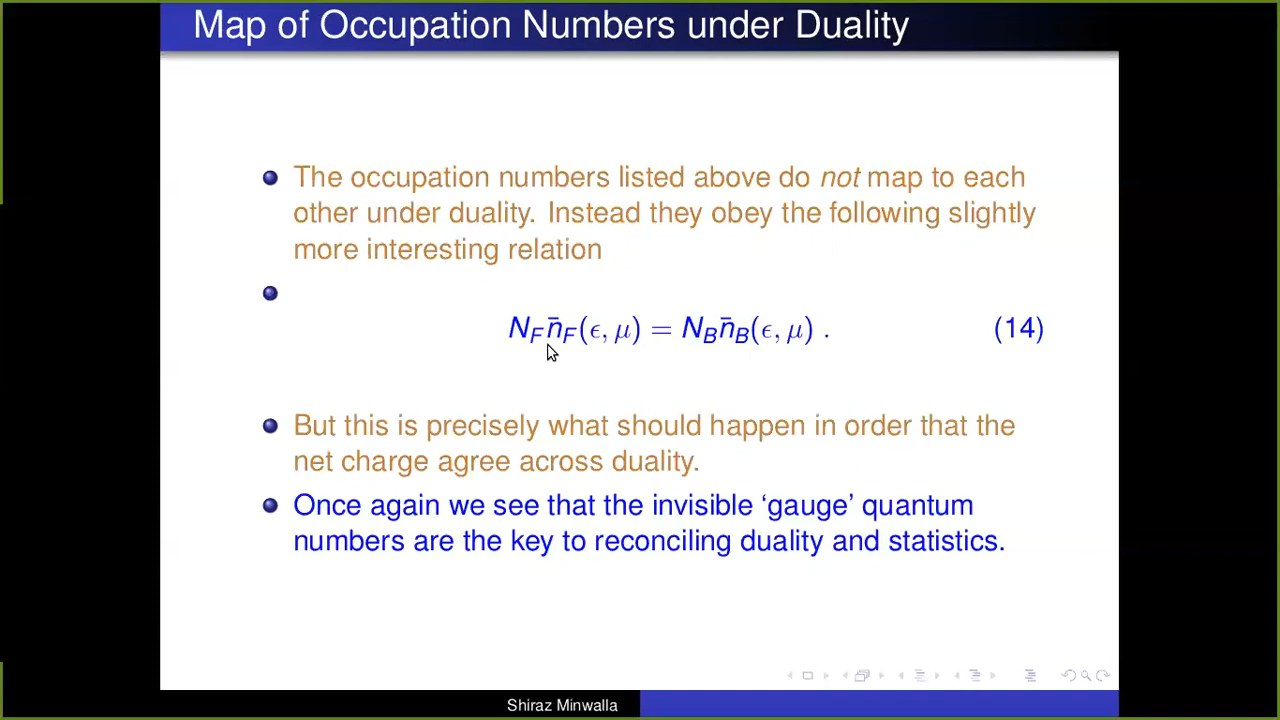 Map of Occupation Numbers under Duality
The occupation numbers listed above do not map to each
other under duality. Instead they obey the following slightly
more interesting relation
N_F n̄_F(ϵ, μ) = N_B n̄_B(ϵ, μ) . (14)
But this is precisely what should happen in order that the
net charge agree across duality.
Once again we see that the invisible ‘gauge’ quantum
numbers are the key to reconciling duality and statistics.
Shiraz Minwalla